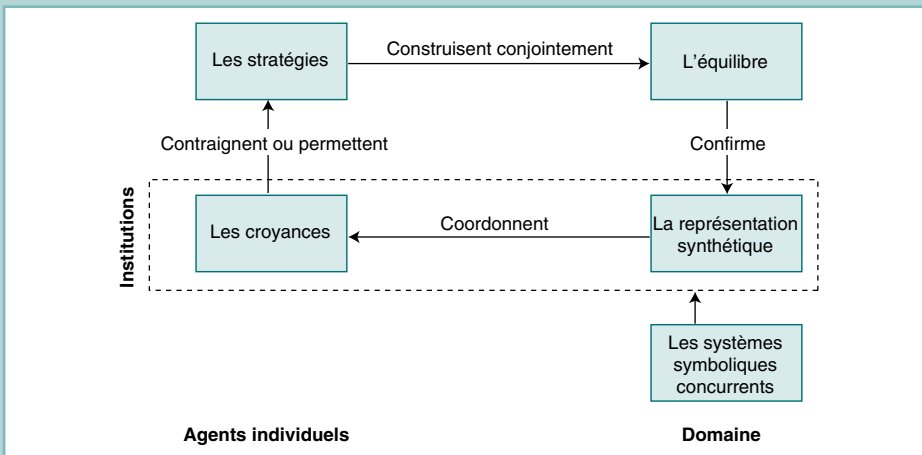 Les stratégies
Construisent conjointement
L'équilibre
Contraignent ou permettent
Confirme
Institutions
Les croyances
Coordonnent
La représentation
synthétique
Les systèmes
symboliques
concurrents
Agents individuels
Domaine